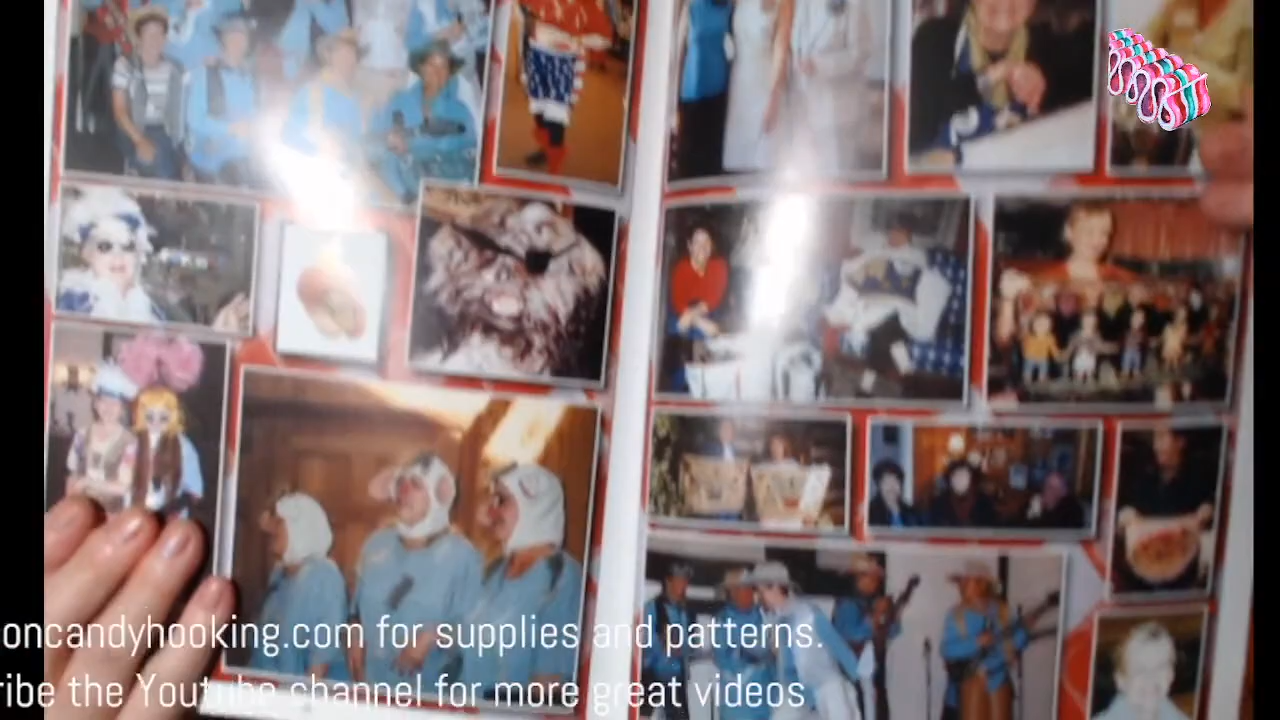 oncandyhooking.com for supplies and patterns.
ribe the Youtube channel for more great videos